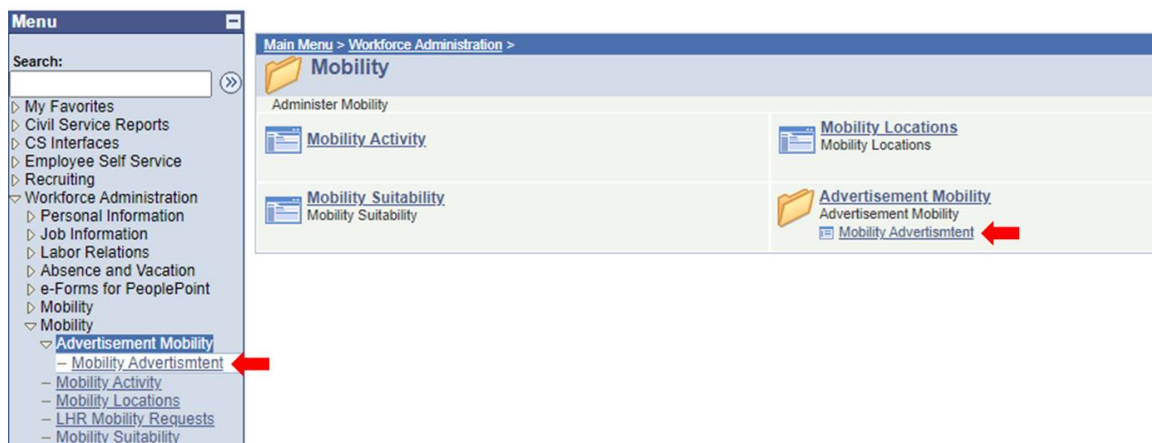 Menu
Search:
My Favorites
Civil Service Reports
CS Interfaces
Employee Self Service
Recruiting
Workforce Administration
Personal Information
Job Information
Labor Relations
Absence and Vacation
e-Forms for PeoplePoint
Mobility
Mobility
Advertisement Mobility
– Mobility Advertismtent
– Mobility Activity
– Mobility Locations
– LHR Mobility Requests
– Mobility Suitability
Main Menu > Workforce Administration >
Mobility
Administer Mobility
Mobility Activity
Mobility Locations
Mobility Locations
Mobility Suitability
Mobility Suitability
Advertisement Mobility
Advertisement Mobility
Mobility Advertismtent